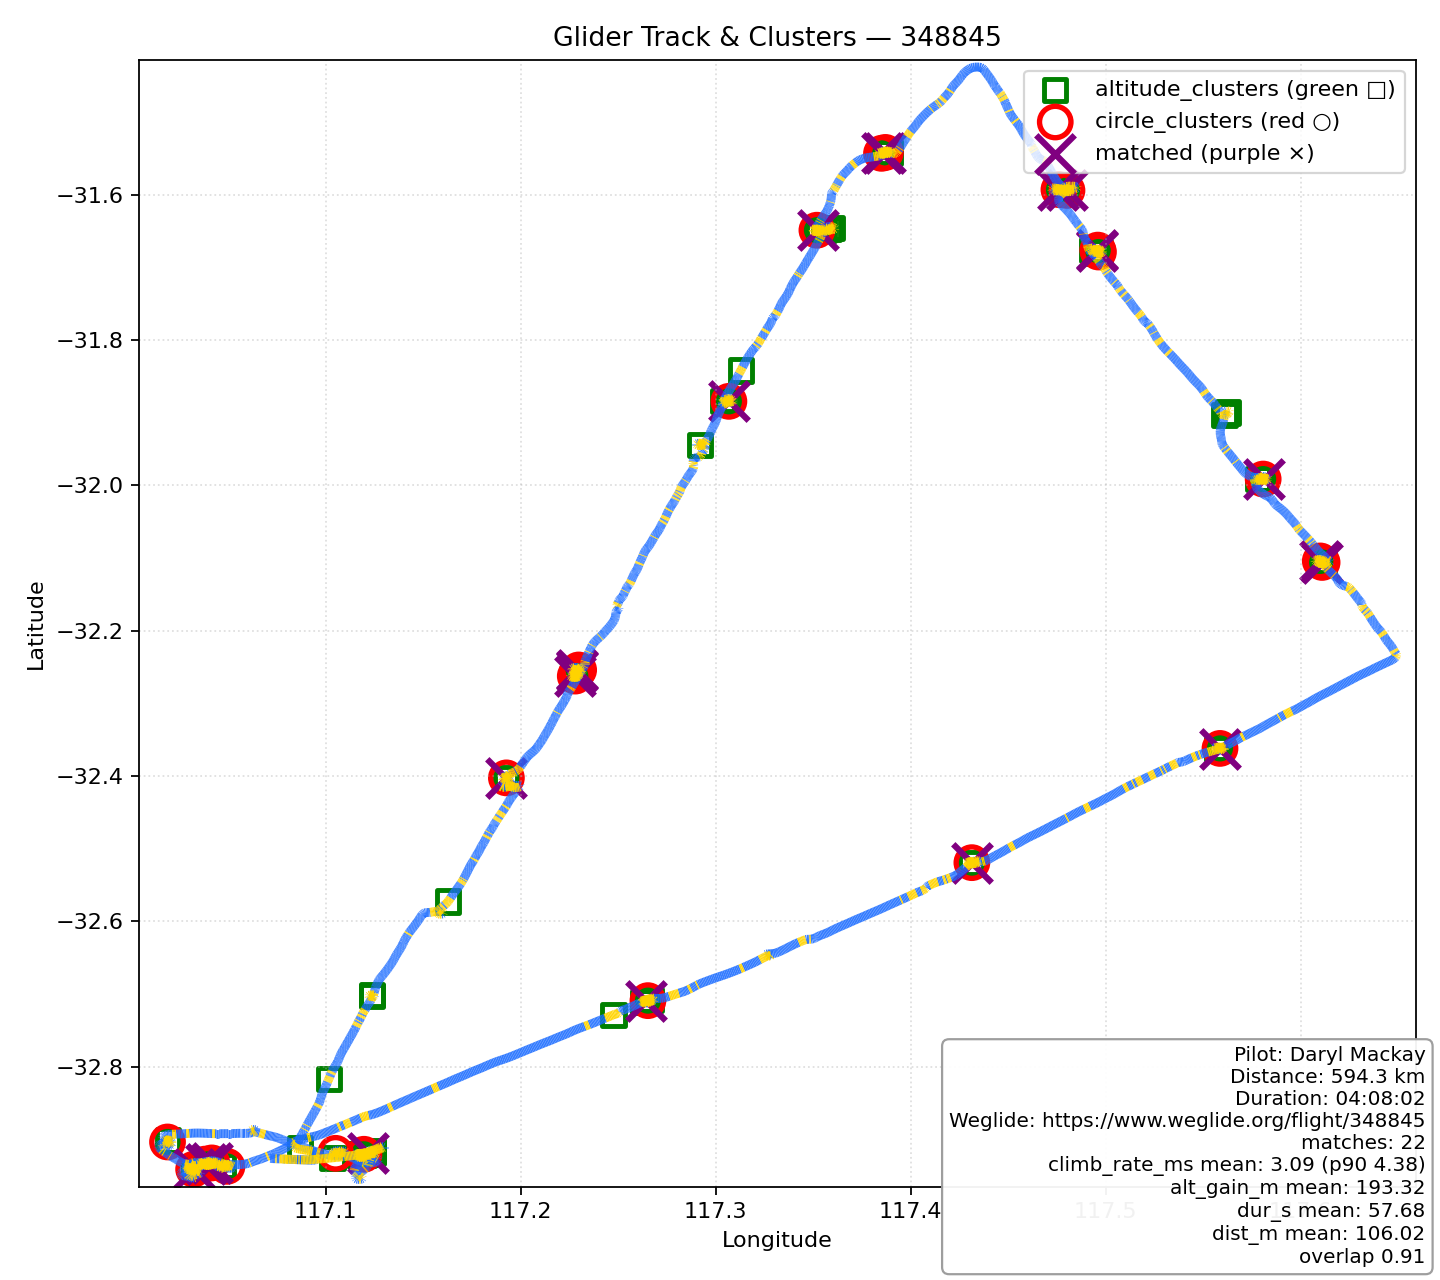 Glider Track & Clusters — 348845
altitude_clusters (green □)
circle_clusters (red ○)
matched (purple ×)
Latitude
−31.6
−31.8
−32.0
−32.2
−32.4
−32.6
−32.8
117.1
117.2
117.3
117.4
117.5
Longitude
Pilot: Daryl Mackay
Distance: 594.3 km
Duration: 04:08:02
Weglide: https://www.weglide.org/flight/348845
matches: 22
climb_rate_ms mean: 3.09 (p90 4.38)
alt_gain_m mean: 193.32
dur_s mean: 57.68
dist_m mean: 106.02
overlap 0.91